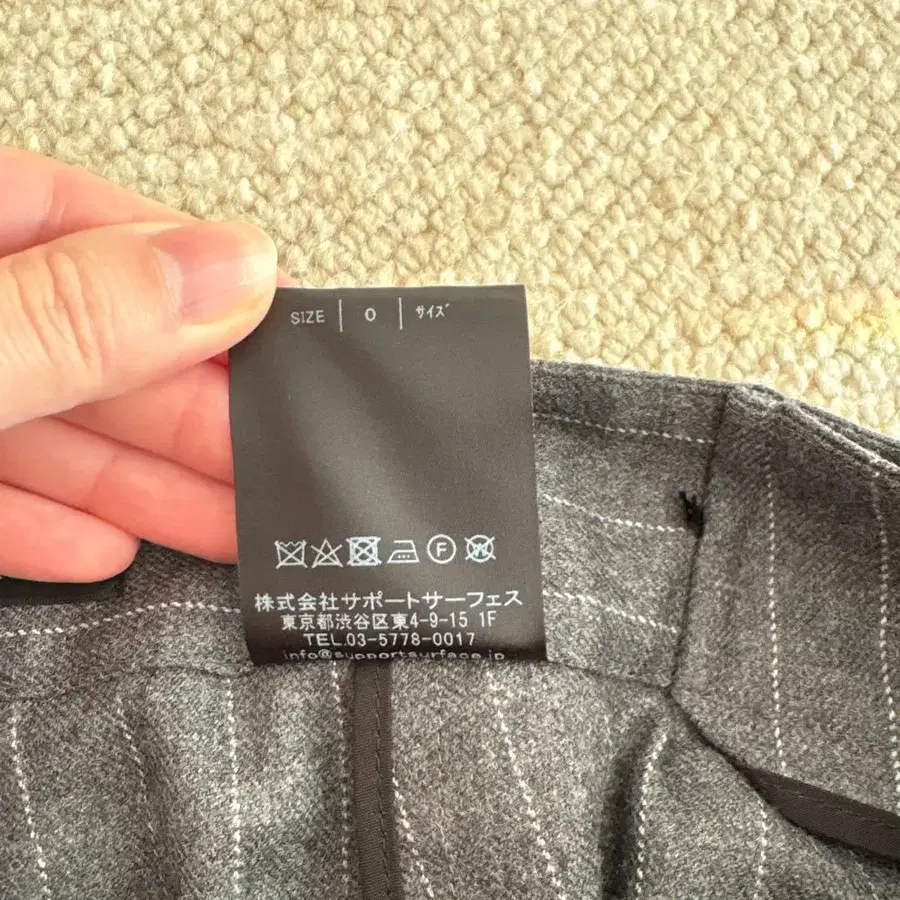 SIZE | 0 | サイズ
F W
株式会社サポートサーフェス
東京都渋谷区東4-9-15 1F
TEL.03-5778-0017
info@supportsurface.jp